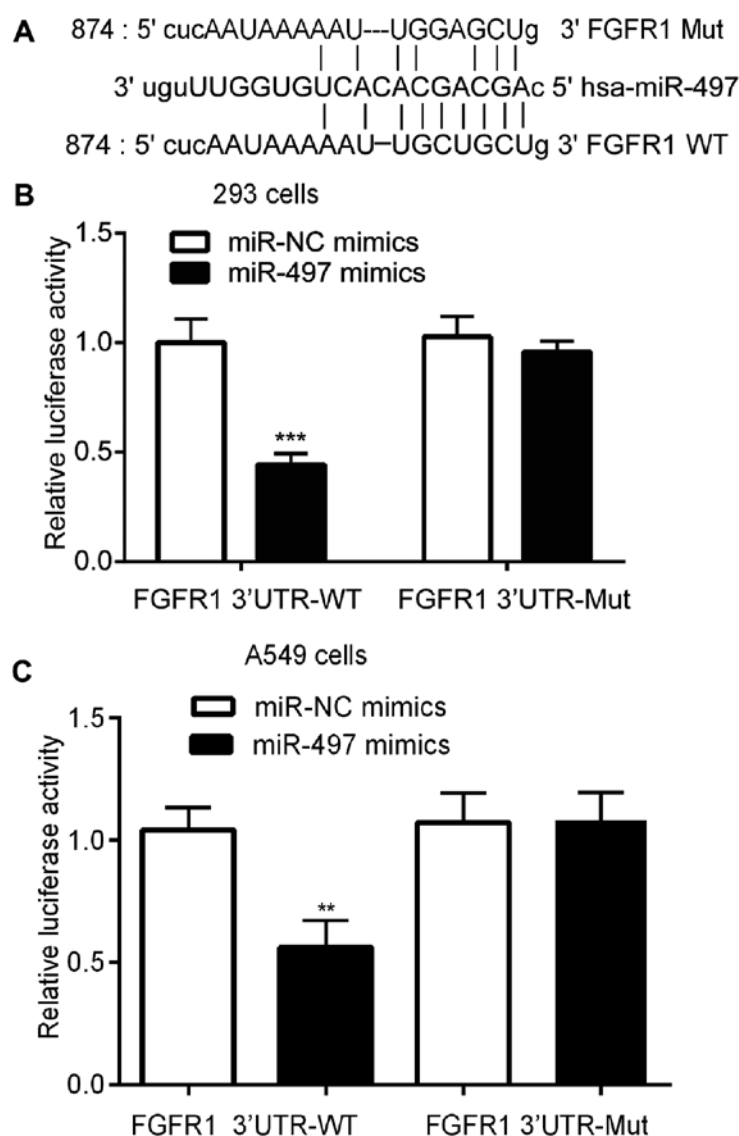 A 874 : 5' cucAAUAAAAAU---UGGAGCUg 3' FGFR1 Mut
3' uguUUGGUGUCACACGACGAc 5' hsa-miR-497
874 : 5' cucAAUAAAAAU–UGCUGCUg 3' FGFR1 WT
B 293 cells
miR-NC mimics
miR-497 mimics
Relative luciferase activity
1.5
1.0
0.5
0.0
***
FGFR1 3'UTR-WT FGFR1 3'UTR-Mut
C A549 cells
miR-NC mimics
miR-497 mimics
Relative luciferase activity
1.5
1.0
0.5
0.0
**
FGFR1 3'UTR-WT FGFR1 3'UTR-Mut